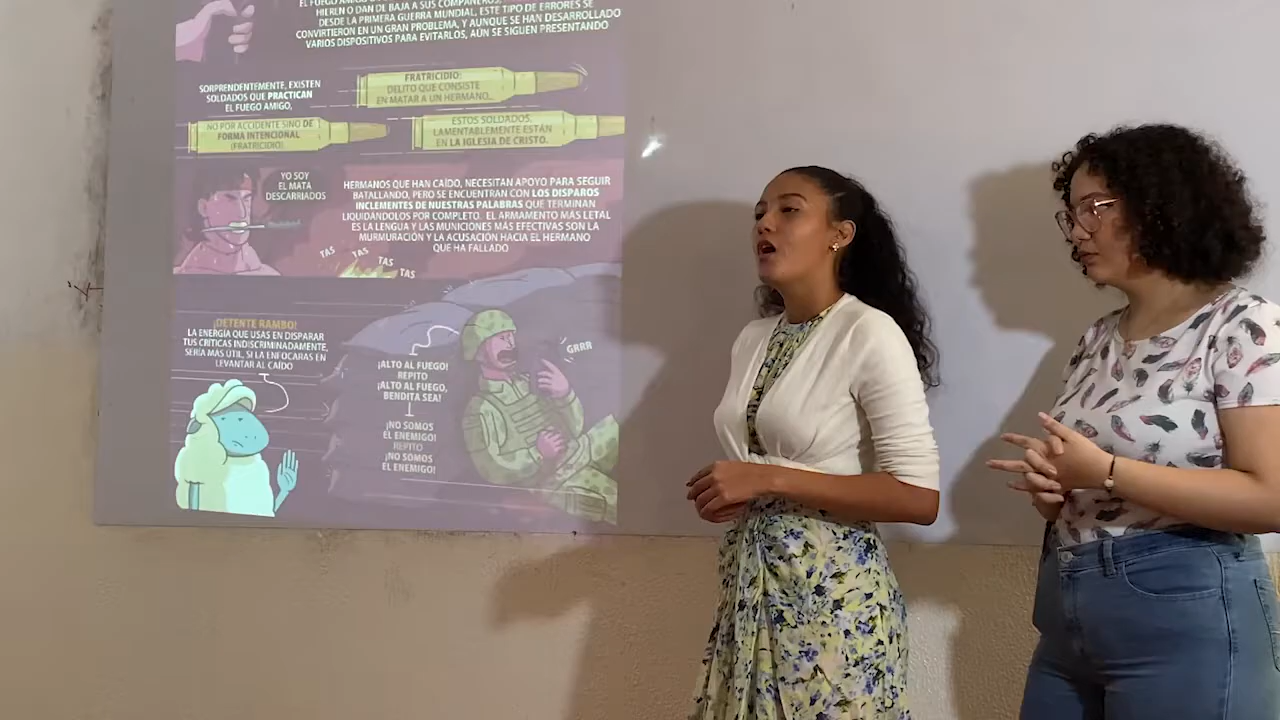 EL FUEGO AMIGO
HIEREN O DAN DE BAJA A SUS COMPAÑEROS,
DESDE LA PRIMERA GUERRA MUNDIAL, ESTE TIPO DE ERRORES SE
CONVIRTIERON EN UN GRAN PROBLEMA, Y AUNQUE SE HAN DESARROLLADO
VARIOS DISPOSITIVOS PARA EVITARLOS, AÚN SE SIGUEN PRESENTANDO
SORPRENDENTEMENTE, EXISTEN
SOLDADOS QUE PRACTICAN
EL FUEGO AMIGO,
FRATRICIDIO:
DELITO QUE CONSISTE
EN MATAR A UN HERMANO.
NO POR ACCIDENTE SINO DE
FORMA INTENCIONAL
(FRATRICIDIO).
ESTOS SOLDADOS,
LAMENTABLEMENTE ESTÁN
EN LA IGLESIA DE CRISTO.
YO SOY
EL MATA
DESCARRIADOS
HERMANOS QUE HAN CAÍDO, NECESITAN APOYO PARA SEGUIR
BATALLANDO, PERO SE ENCUENTRAN CON LOS DISPAROS
INCLEMENTES DE NUESTRAS PALABRAS QUE TERMINAN
LIQUIDANDOLOS POR COMPLETO. EL ARMAMENTO MÁS LETAL
ES LA LENGUA Y LAS MUNICIONES MÁS EFECTIVAS SON LA
MURMURACIÓN Y LA ACUSACIÓN HACIA EL HERMANO
QUE HA FALLADO
TAS
TAS
TAS
TAS
¡DETENTE RAMBO!
LA ENERGÍA QUE USAS EN DISPARAR
TUS CRÍTICAS INDISCRIMINADAMENTE,
SERÍA MÁS ÚTIL, SI LA ENFOCARAS EN
LEVANTAR AL CAÍDO
¡ALTO AL FUEGO!
REPITO
¡ALTO AL FUEGO,
BENDITA SEA!
¡NO SOMOS
EL ENEMIGO!
REPITO
¡NO SOMOS
EL ENEMIGO!
GRRR